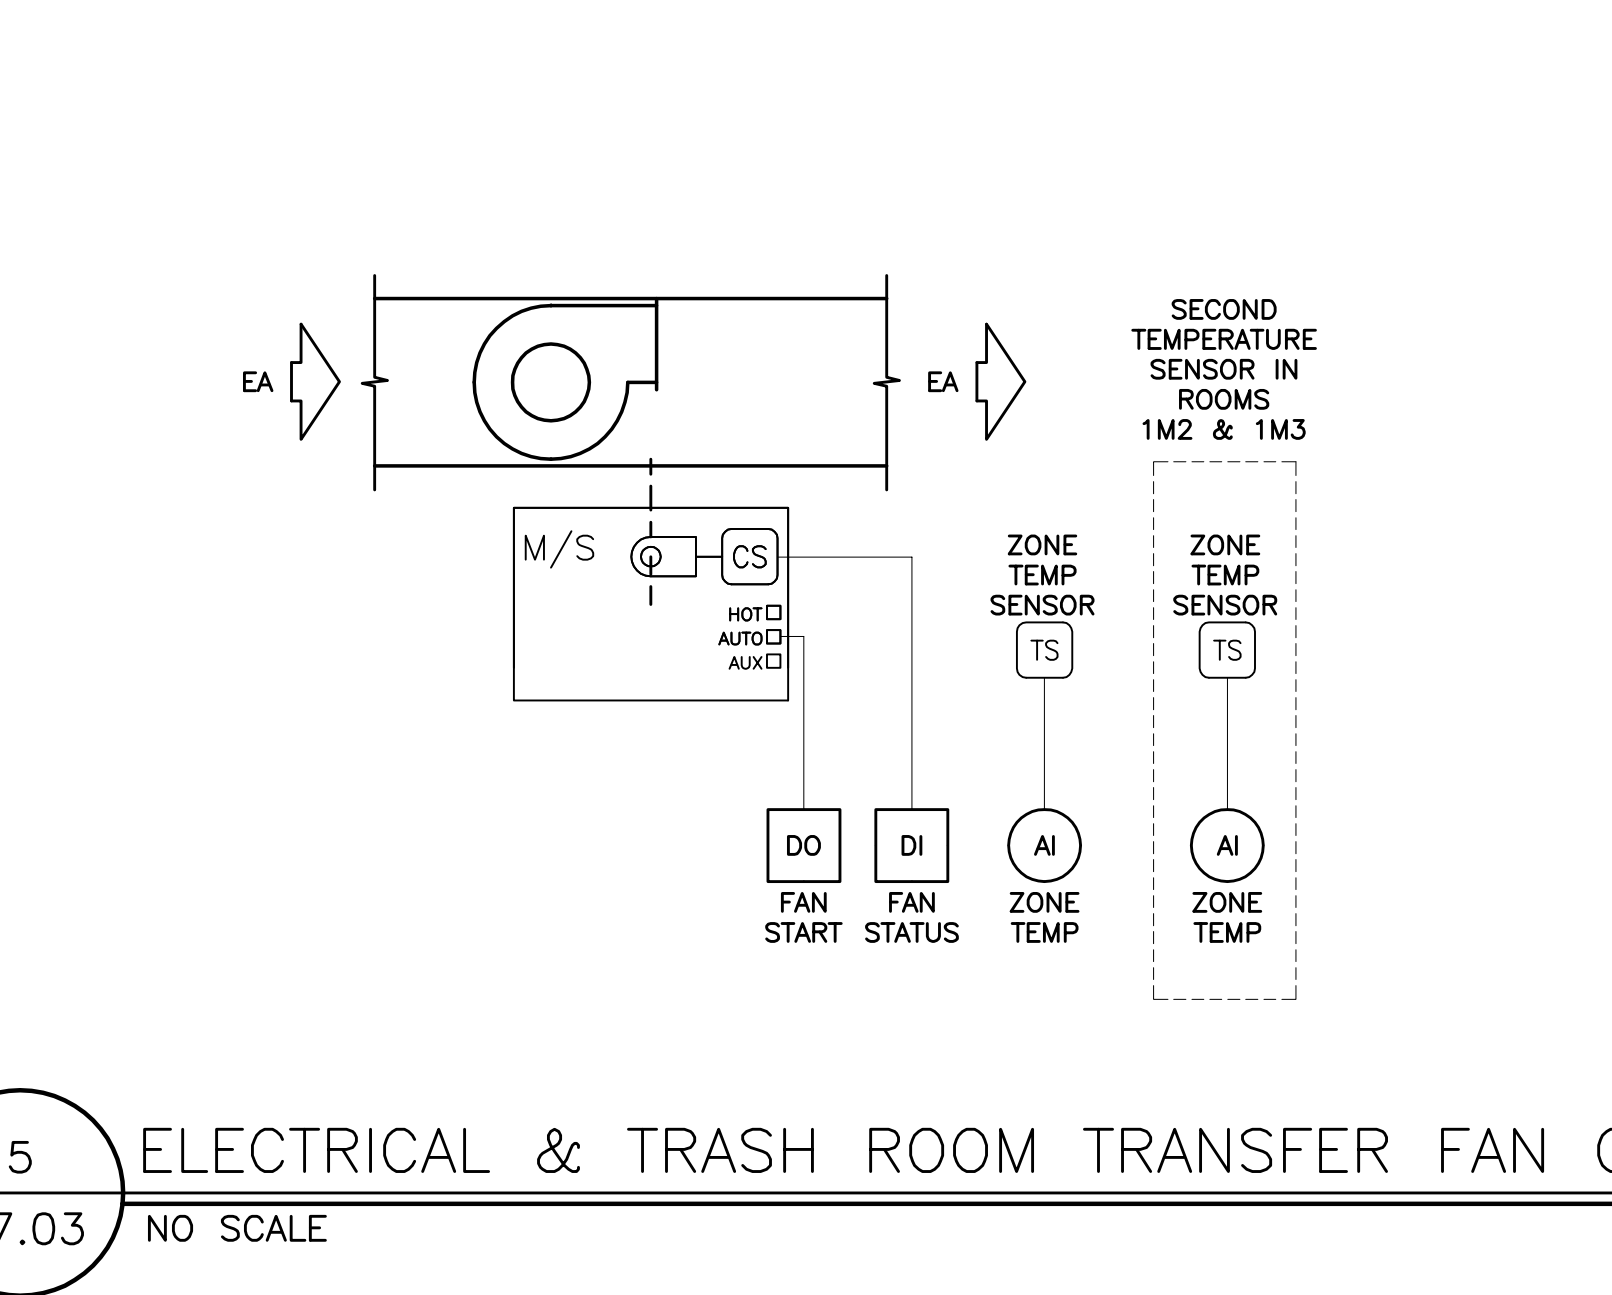 SECOND
TEMPERATURE
SENSOR IN
ROOMS
1M2 & 1M3
EA
EA
M/S
CS
HOT
AUTO
AUX
ZONE
TEMP
SENSOR
TS
ZONE
TEMP
SENSOR
TS
DO
FAN
START
DI
FAN
STATUS
AI
ZONE
TEMP
AI
ZONE
TEMP
5
ELECTRICAL & TRASH ROOM TRANSFER FAN
7.03
NO SCALE